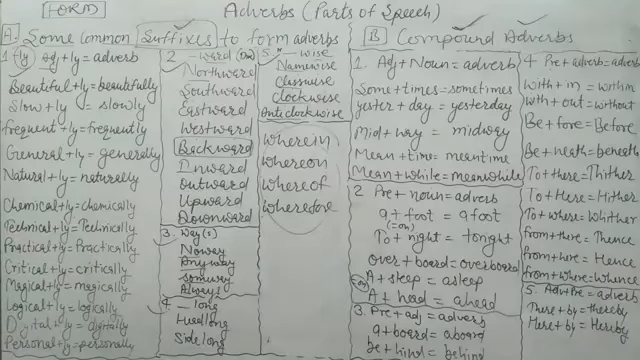 FORM
Adverbs (Parts of Speech)
A. Some Common Suffixes to form adverbs
1. -ly Adj+ly = adverb
Beautiful+ly=beautifully
Slow+ly = slowly
frequent+ly=frequently
General+ly=generally
Natural+ly=naturally
Chemical+ly=chemically
Technical+ly=Technically
Practical+ly=Practically
Critical+ly=critically
Magical+ly=magically
Logical+ly=logically
Digital+ly=digitally
Personal+ly=personally
2. -ward
Northward
Southward
Eastward
Westward
Backward
Onward
Outward
Upward
Downward
3. Way(s)
Noway
Anyway
Someway
Always
4. -long
Headlong
Sidelong
5. -wise
Namewise
Classwise
Clockwise
Anticlockwise
wherein
whereon
whereof
wherefore
B Compound Adverbs
1. Adj+Noun=adverb
Some+times=sometimes
yester+day=yesterday
Mid+way = midway
Mean+time=meantime
Mean+while=meanwhile
2 Pre+noun=adverb
a+foot = afoot
(=on)
To+night = tonight
over+board=overboard
A+sleep = asleep
(on)
A+head = ahead
3. Pre+adj=adverb
a+board=aboard
be+hind=behind
4 Pre+adverb=adverb
with+in = within
with+out=without
Be+fore=Before
Be+neath=beneath
To+there=Thither
To+Here=Hither
To+where=Whither
from+there=Thence
from+here=Hence
from+where=Whence
5. Adv+Pre=adverb
There+by=thereby
Here+by=Hereby